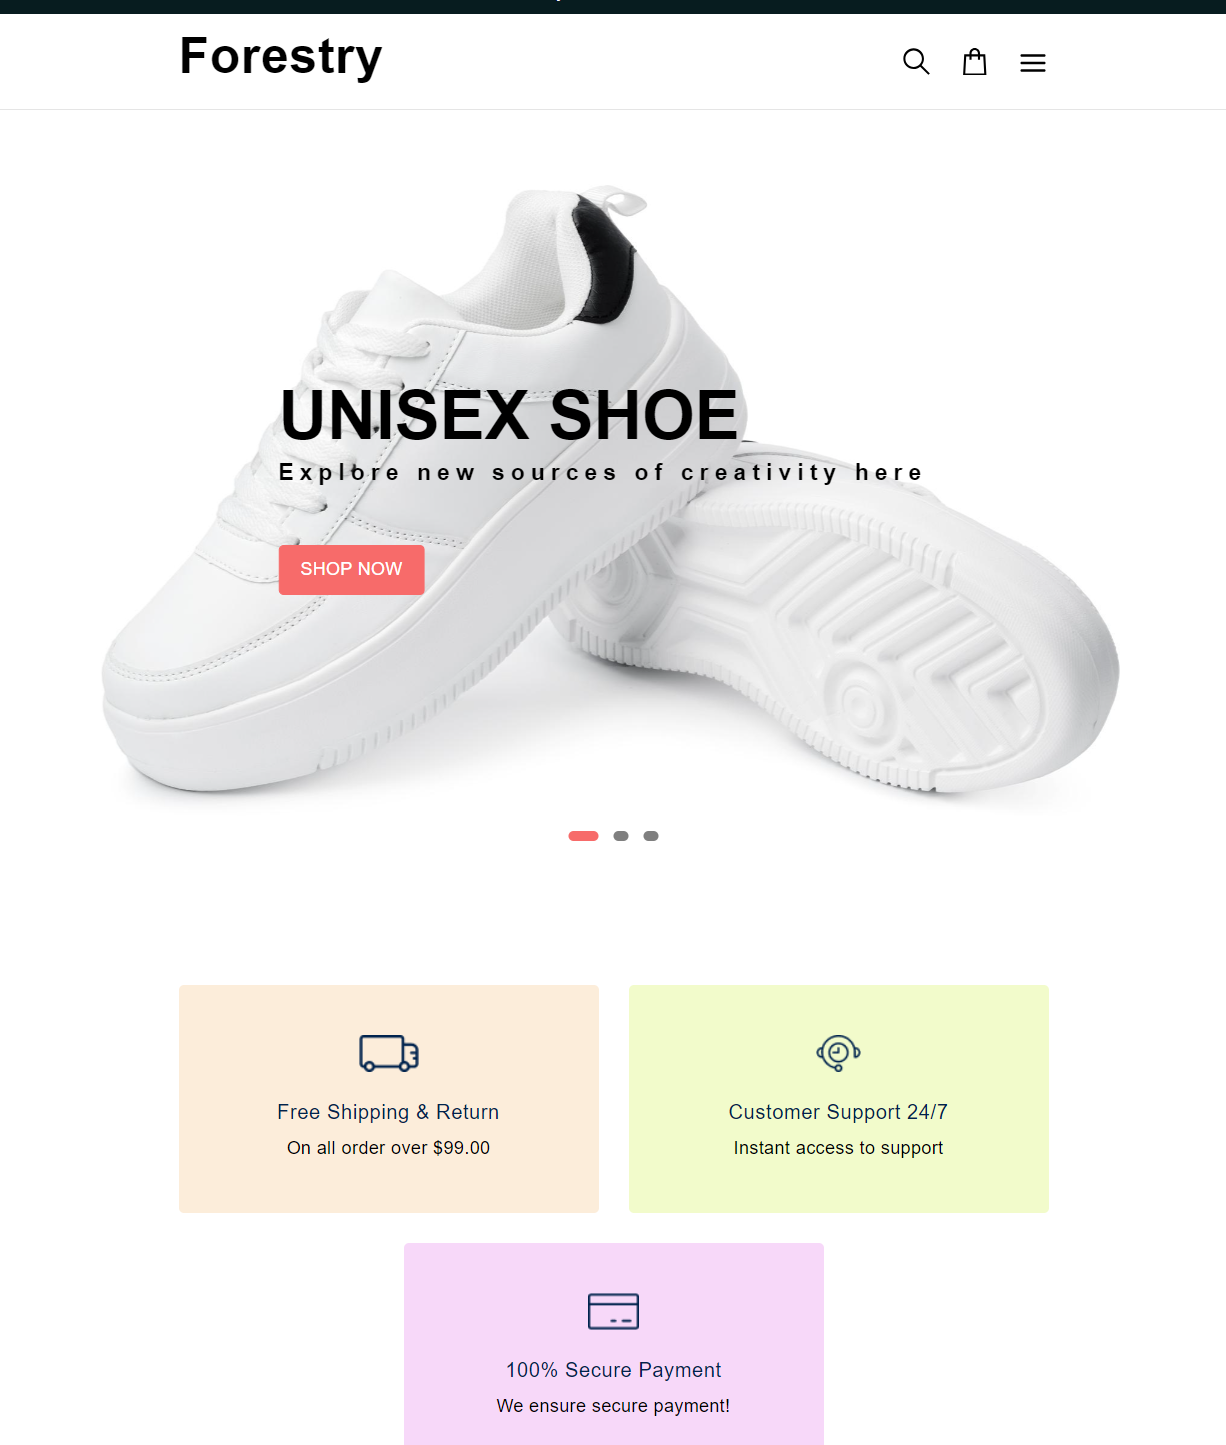 Forestry
UNISEX SHOE
Explore new sources of creativity here
SHOP NOW
Free Shipping & Return
On all order over $99.00
Customer Support 24/7
Instant access to support
100% Secure Payment
We ensure secure payment!